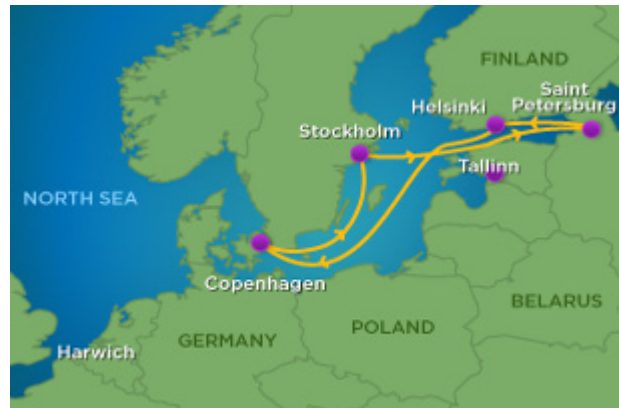 FINLAND
Saint
Petersburg
Helsinki
Stockholm
Tallinn
NORTH SEA
Copenhagen
BELARUS
POLAND
GERMANY
Harwich